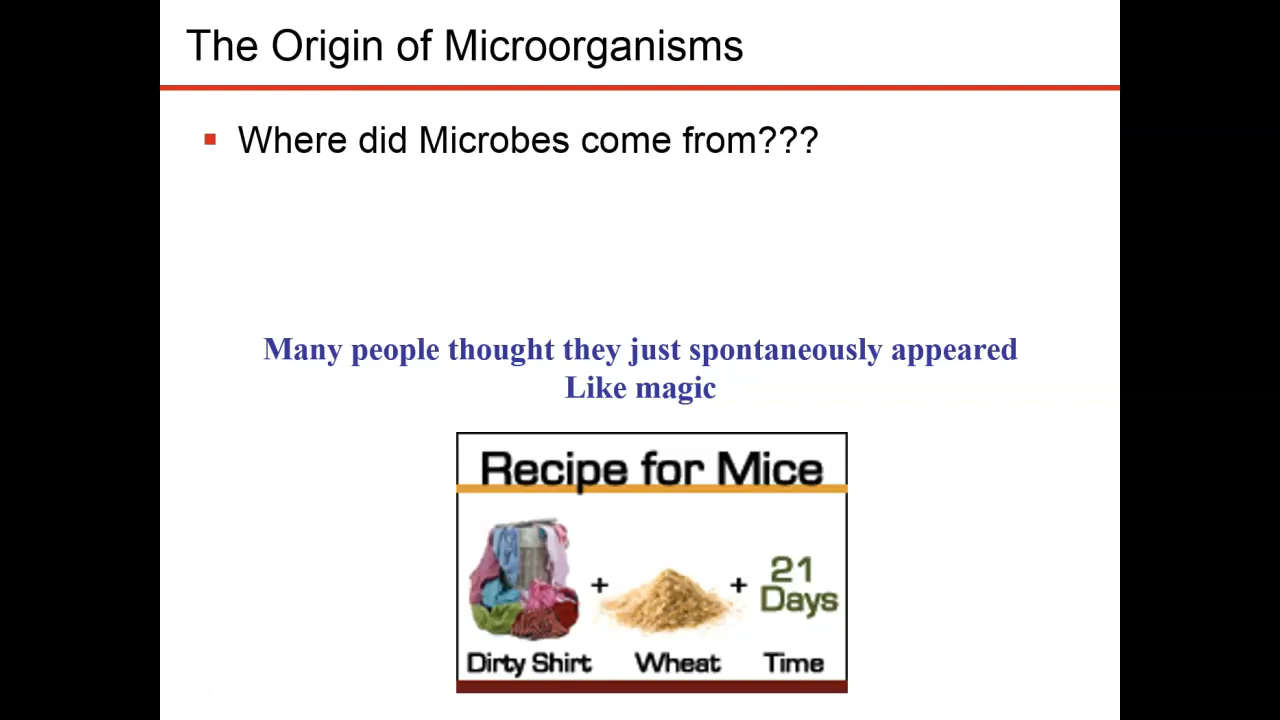 The Origin of Microorganisms
Where did Microbes come from???
Many people thought they just spontaneously appeared
Like magic
Recipe for Mice
+ + 21
Days
Dirty Shirt Wheat Time